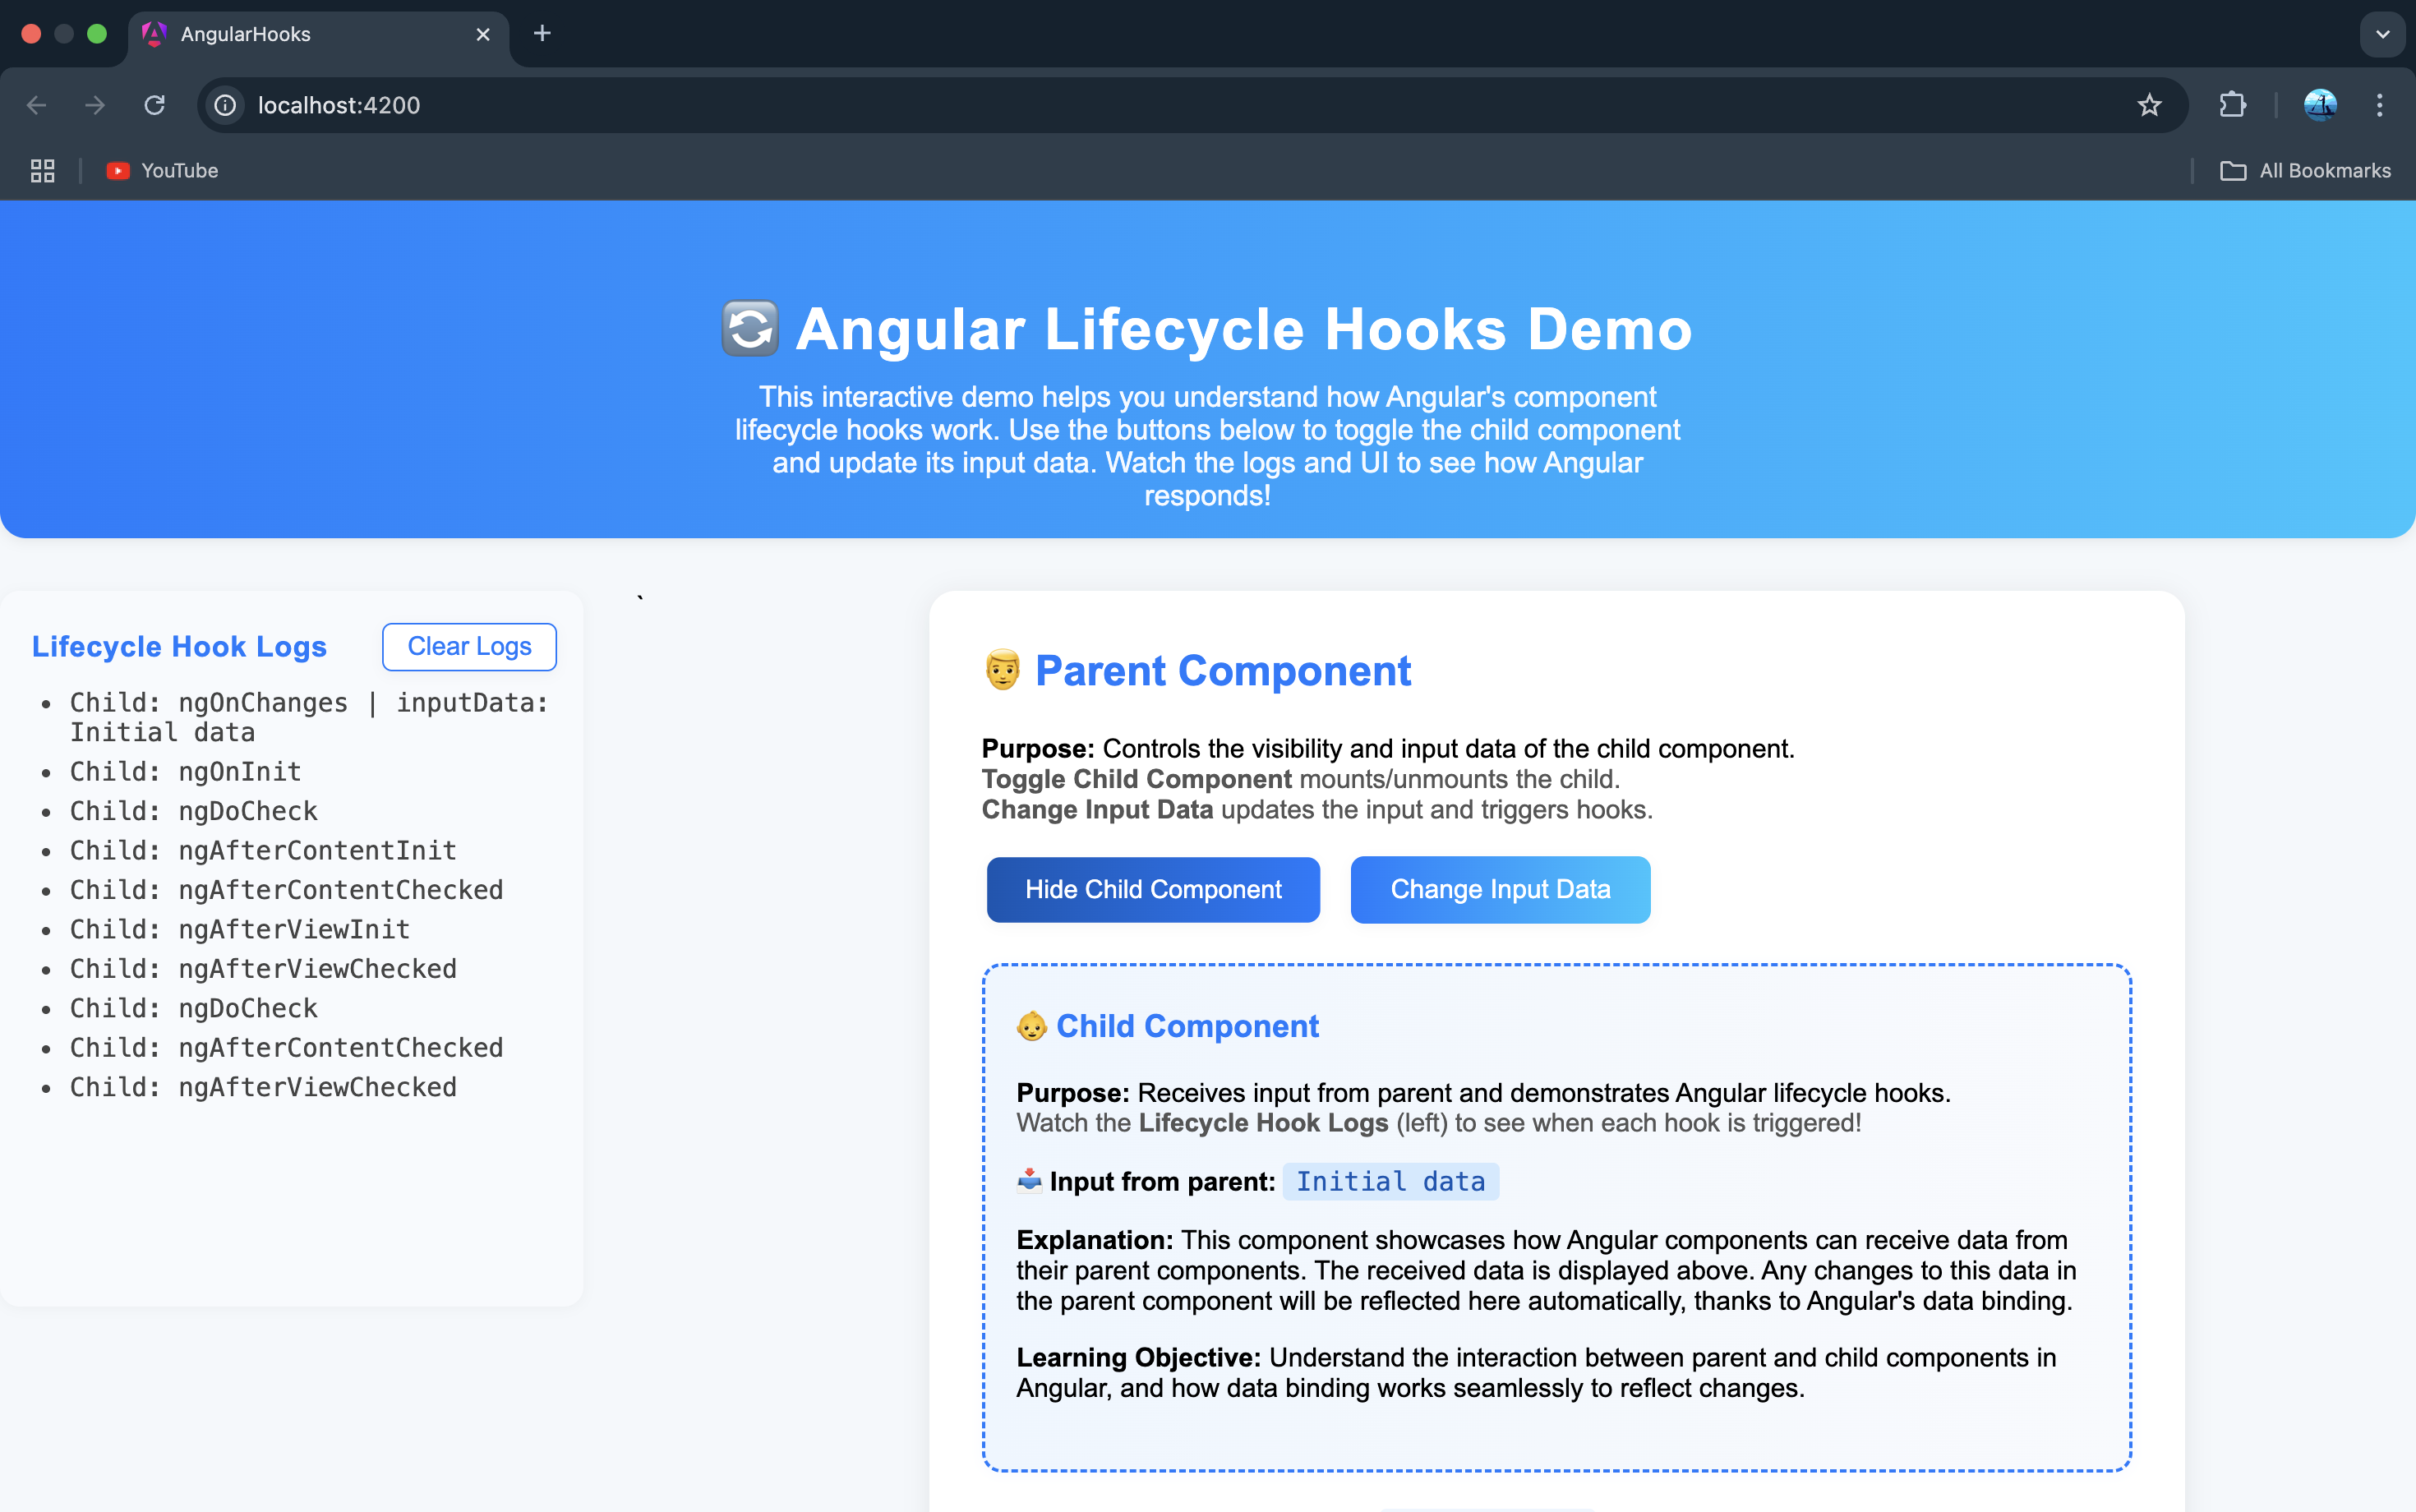 AngularHooks
localhost:4200
YouTube
All Bookmarks
Angular Lifecycle Hooks Demo
This interactive demo helps you understand how Angular's component
lifecycle hooks work. Use the buttons below to toggle the child component
and update its input data. Watch the logs and UI to see how Angular
responds!
Lifecycle Hook Logs
Clear Logs
Child: ngOnChanges | inputData:
Initial data
Child: ngOnInit
Child: ngDoCheck
Child: ngAfterContentInit
Child: ngAfterContentChecked
Child: ngAfterViewInit
Child: ngAfterViewChecked
Child: ngDoCheck
Child: ngAfterContentChecked
Child: ngAfterViewChecked
`
Parent Component
Purpose: Controls the visibility and input data of the child component.
Toggle Child Component mounts/unmounts the child.
Change Input Data updates the input and triggers hooks.
Hide Child Component
Change Input Data
Child Component
Purpose: Receives input from parent and demonstrates Angular lifecycle hooks.
Watch the Lifecycle Hook Logs (left) to see when each hook is triggered!
Input from parent: Initial data
Explanation: This component showcases how Angular components can receive data from
their parent components. The received data is displayed above. Any changes to this data in
the parent component will be reflected here automatically, thanks to Angular's data binding.
Learning Objective: Understand the interaction between parent and child components in
Angular, and how data binding works seamlessly to reflect changes.